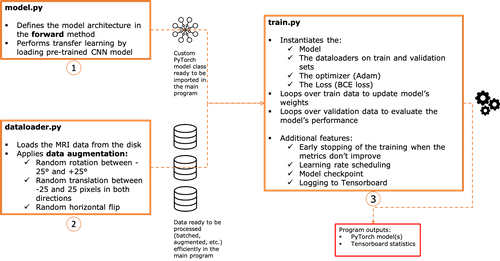 model.py
• Defines the model architecture in
the forward method
• Performs transfer learning by
loading pre-trained CNN model
1
Custom
PyTorch
model class
ready to be
imported in
the main
program
dataloader.py
• Loads the MRI data from the disk
• Applies data augmentation:
➢ Random rotation between -
25° and +25°
➢ Random translation between
-25 and 25 pixels in both
directions
➢ Random horizontal flip
2
Data ready to be
processed
(batched,
augmented, etc.)
efficiently in the
main program
train.py
• Instantiates the:
➢ Model
➢ The dataloaders on train and validation
sets
➢ The optimizer (Adam)
➢ The Loss (BCE loss)
• Loops over train data to update model's
weights
• Loops over validation data to evaluate the
model's performance
• Additional features:
➢ Early stopping of the training when the
metrics don't improve
➢ Learning rate scheduling
➢ Model checkpoint
➢ Logging to Tensorboard
3
Program outputs:
• PyTorch model(s)
• Tensorboard statistics